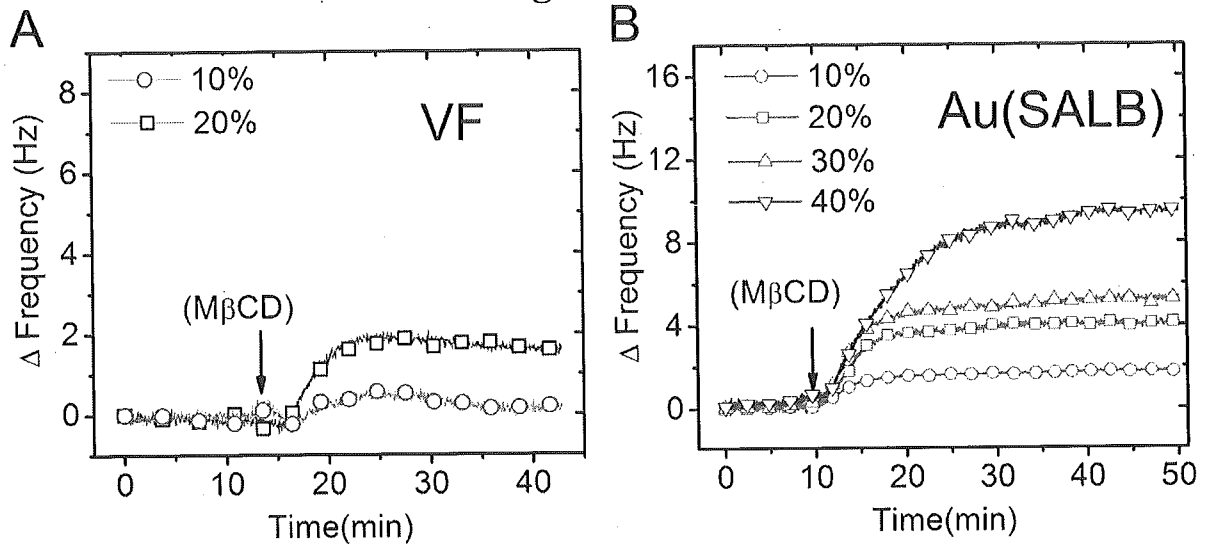 A
10%
20%
VF
(MβCD)
Δ Frequency (Hz)
8
6
4
2
0
0 10 20 30 40
Time(min)
B
10%
20%
30%
40%
Au(SALB)
(MβCD)
Δ Frequency (Hz)
16
12
8
4
0
0 10 20 30 40 50
Time(min)